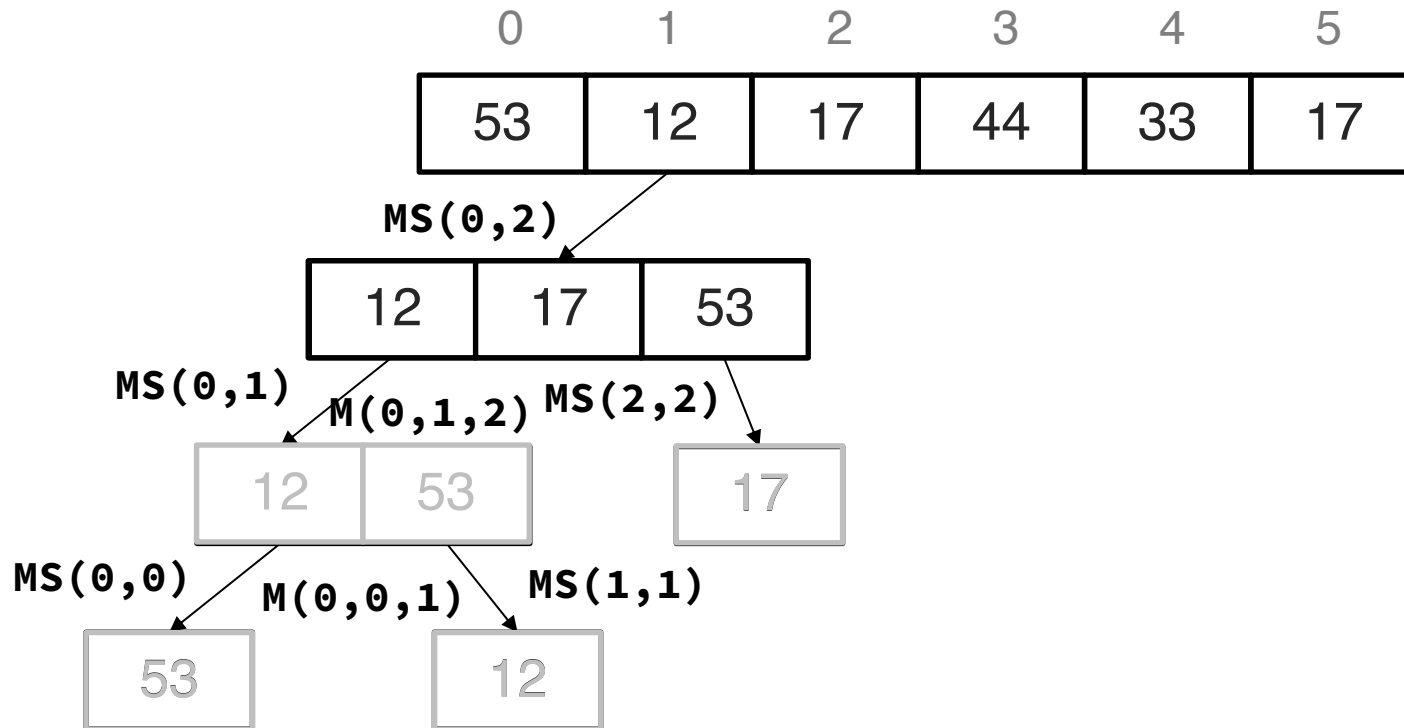 0 1 2 3 4 5
53 12 17 44 33 17
MS(0,2)
12 17 53
MS(0,1) M(0,1,2) MS(2,2)
12 53 17
MS(0,0) M(0,0,1) MS(1,1)
53 12